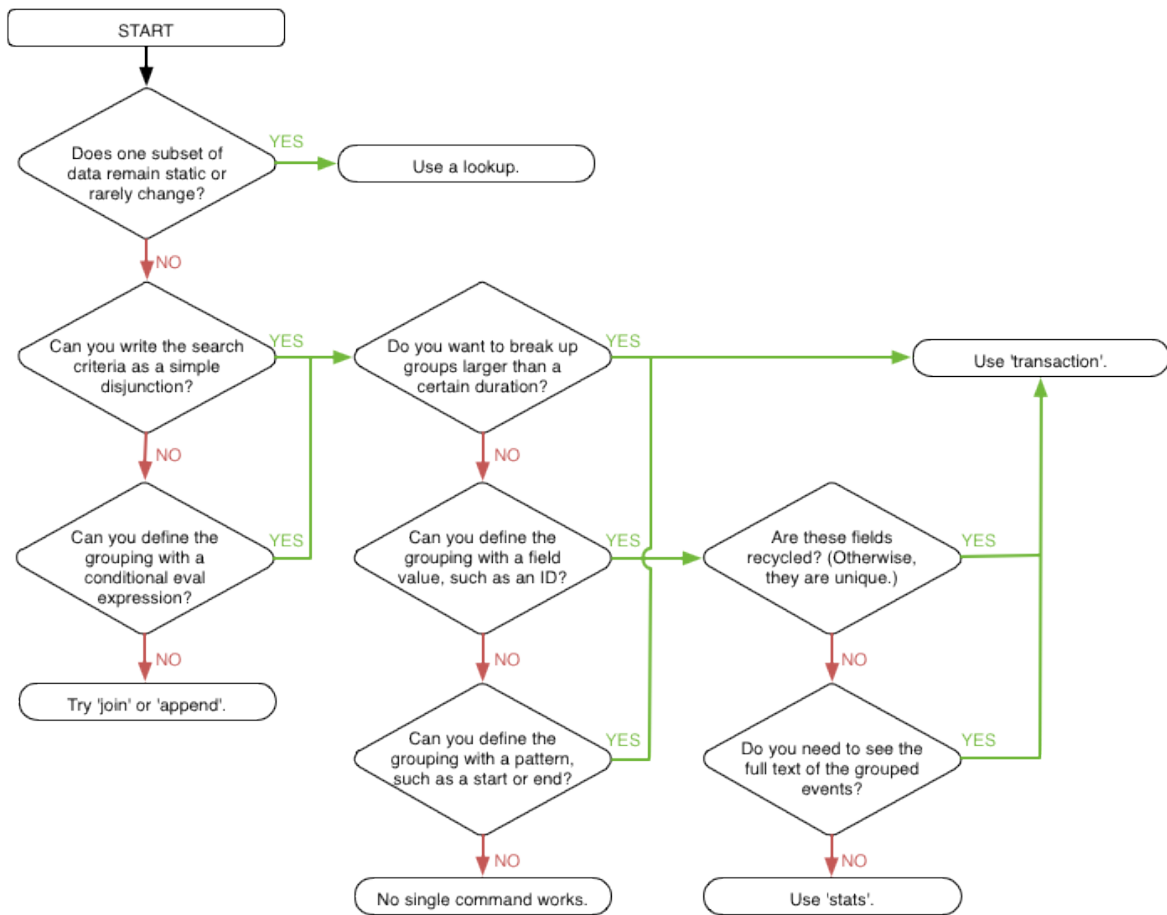 START
Does one subset of
data remain static or
rarely change?
YES
Use a lookup.
NO
Can you write the search
criteria as a simple
disjunction?
YES
Do you want to break up
groups larger than a
certain duration?
YES
Use 'transaction'.
NO
NO
Can you define the
grouping with a
conditional eval
expression?
YES
Can you define the
grouping with a field
value, such as an ID?
YES
Are these fields
recycled? (Otherwise,
they are unique.)
YES
NO
NO
NO
Try 'join' or 'append'.
Can you define the
grouping with a pattern,
such as a start or end?
YES
Do you need to see the
full text of the grouped
events?
YES
NO
NO
No single command works.
Use 'stats'.